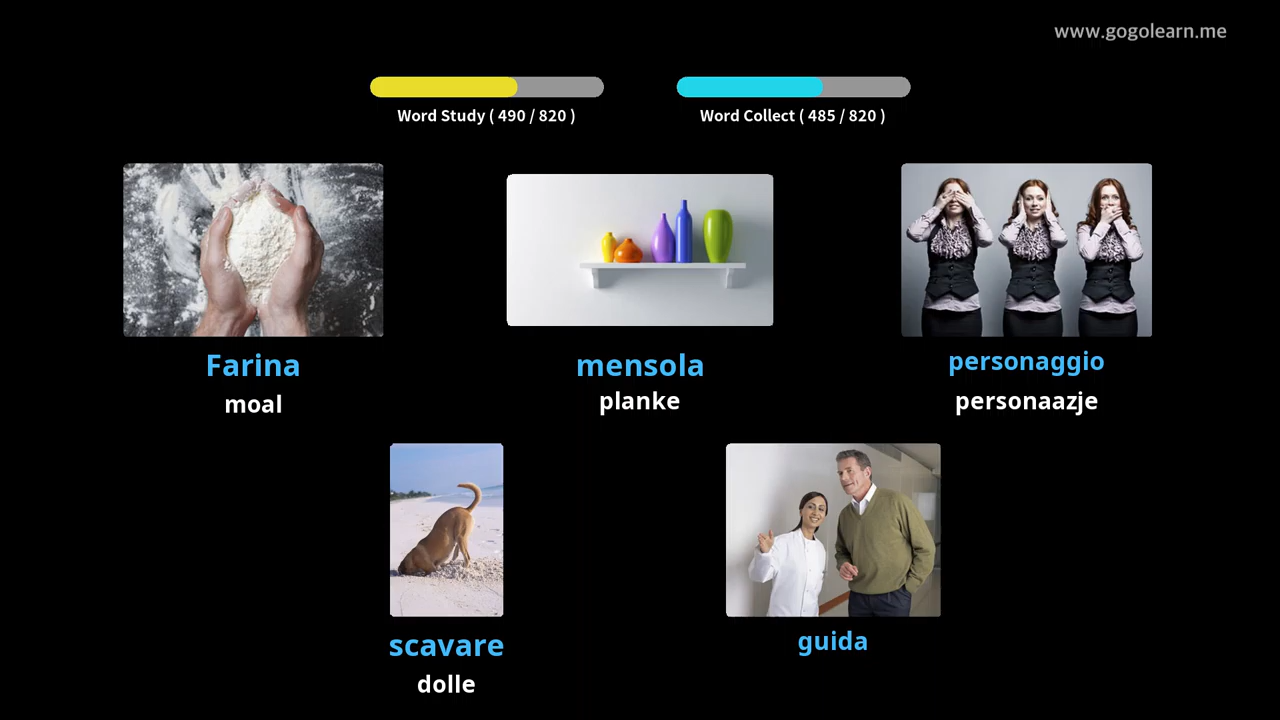 www.gogolearn.me
Word Study ( 490 / 820 )
Word Collect ( 485 / 820 )
Farina
moal
mensola
planke
personaggio
personaazje
scavare
dolle
guida